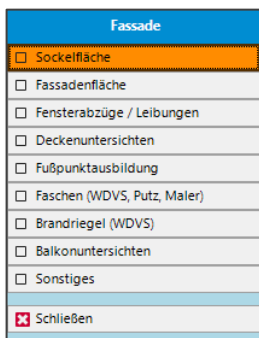 Fassade
Sockelfläche
Fassadenfläche
Fensterabzüge / Leibungen
Deckenuntersichten
Fußpunktausbildung
Faschen (WDVS, Putz, Maler)
Brandriegel (WDVS)
Balkonuntersichten
Sonstiges
Schließen